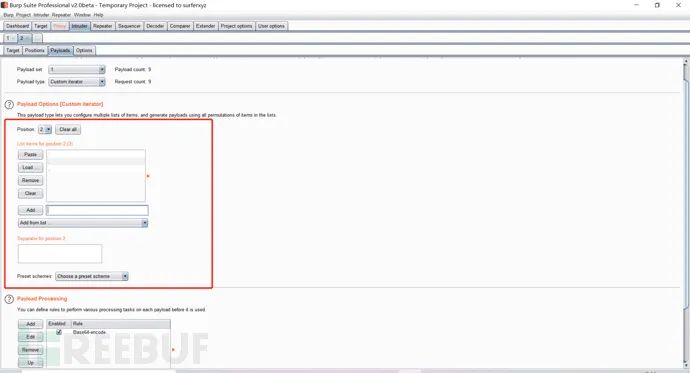 Burp Suite Professional v2.0beta - Temporary Project - licensed to surferxyz
Burp Project Intruder Repeater Window Help
Dashboard Target Proxy Intruder Repeater Sequencer Decoder Comparer Extender Project options User options
1 2 ...
Target Positions Payloads Options
Payload set: 1 Payload count: 9
Payload type: Custom iterator Request count: 9
? Payload Options [Custom iterator]
This payload type lets you configure multiple lists of items, and generate payloads using all permutations of items in the lists.
Position: 2 Clear all
List items for position 2 (3)
Paste
Load ...
Remove
Clear
Add
Add from list ...
Separator for position 2
Preset schemes: Choose a preset scheme
? Payload Processing
You can define rules to perform various processing tasks on each payload before it is used.
Add Enabled Rule
Base64-encode
Edit
Remove
Up
REEBUF